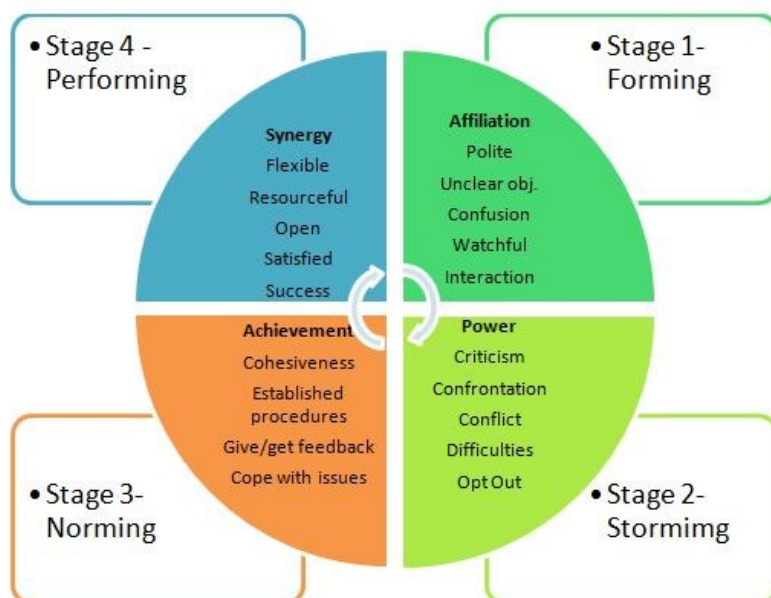 • Stage 4 -
Performing
Synergy
Flexible
Resourceful
Open
Satisfied
Success
• Stage 1-
Forming
Affiliation
Polite
Unclear obj.
Confusion
Watchful
Interaction
Achievement
Cohesiveness
Established
procedures
Give/get feedback
Cope with issues
• Stage 3-
Norming
Power
Criticism
Confrontation
Conflict
Difficulties
Opt Out
• Stage 2-
Stormimg